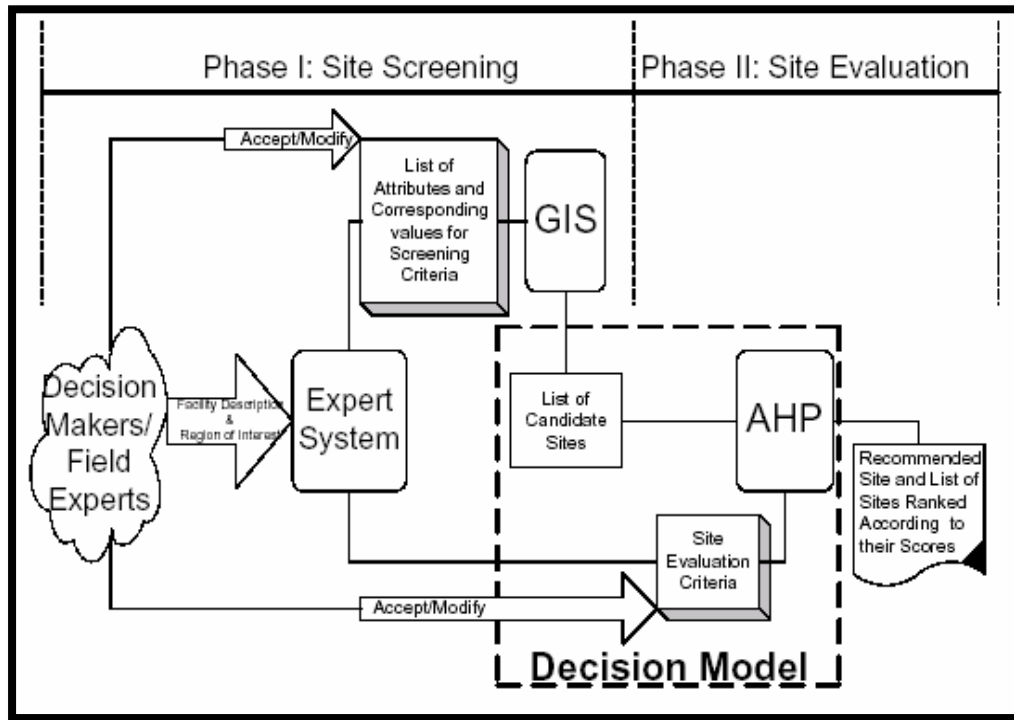 Phase I: Site Screening
Phase II: Site Evaluation
Accept/Modify
List of
Attributes and
Corresponding
values for
Screening
Criteria
GIS
Decision
Makers/
Field
Experts
Facility Description
&
Region of Interest
Expert
System
List of
Candidate
Sites
AHP
Recommended
Site and List of
Sites Ranked
According to
their Scores
Site
Evaluation
Criteria
Accept/Modify
Decision Model